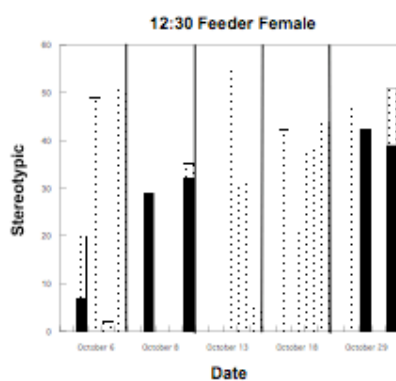 12:30 Feeder Female
Stereotypic
60
50
40
30
20
10
0
October 6
October 8
October 13
October 16
October 29
Date